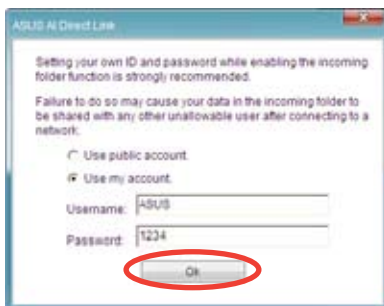 ASUS AI Direct Link
Setting your own ID and password while enabling the incoming
folder function is strongly recommended.
Failure to do so may cause your data in the incoming folder to
be shared with any other unallowable user after connecting to a
network.
Use public account.
Use my account.
Username: ASUS
Password: 1234
Ok